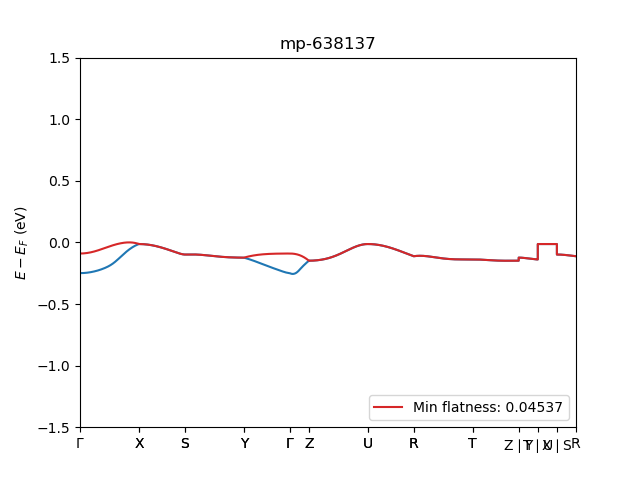 mp-638137
E − E_F (eV)
1.5
1.0
0.5
0.0
−0.5
−1.0
−1.5
Min flatness: 0.04537
Γ X S Y Γ Z U R T Z | T Y | X U | S R